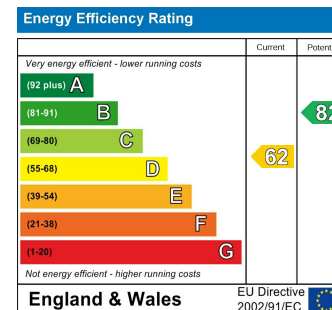 Energy Efficiency Rating
Current
Very energy efficient - lower running costs
(92 plus) A
(81-91) B
(69-80) C
(55-68) D
(39-54) E
(21-38) F
(1-20) G
62
82
Not energy efficient - higher running costs
England & Wales
EU Directive
2002/91/EC